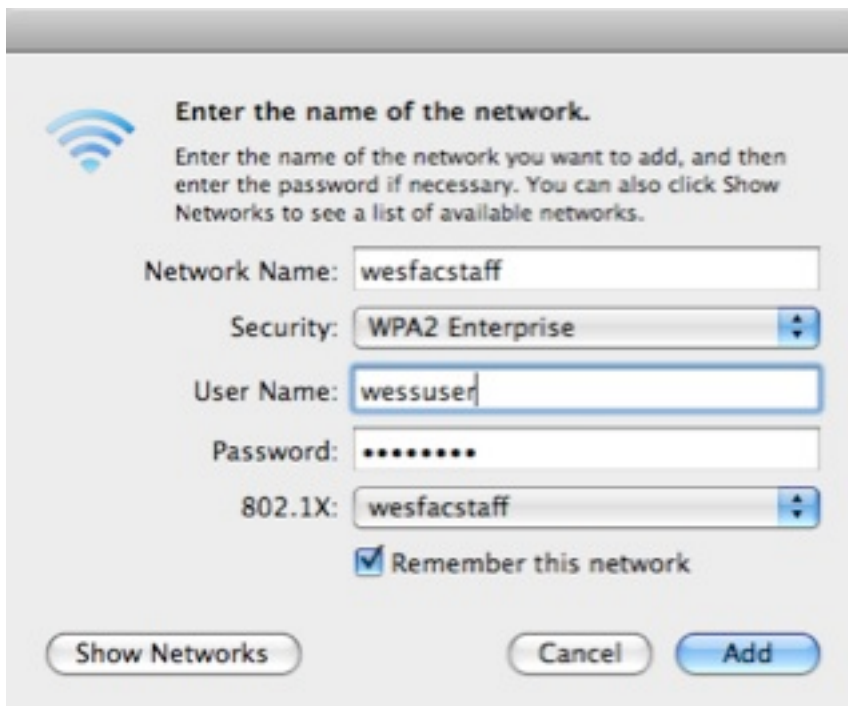 Enter the name of the network.
Enter the name of the network you want to add, and then
enter the password if necessary. You can also click Show
Networks to see a list of available networks.
Network Name: wesfacstaff
Security: WPA2 Enterprise
User Name: wessuser
Password: ••••••••
802.1X: wesfacstaff
Remember this network
Show Networks Cancel Add